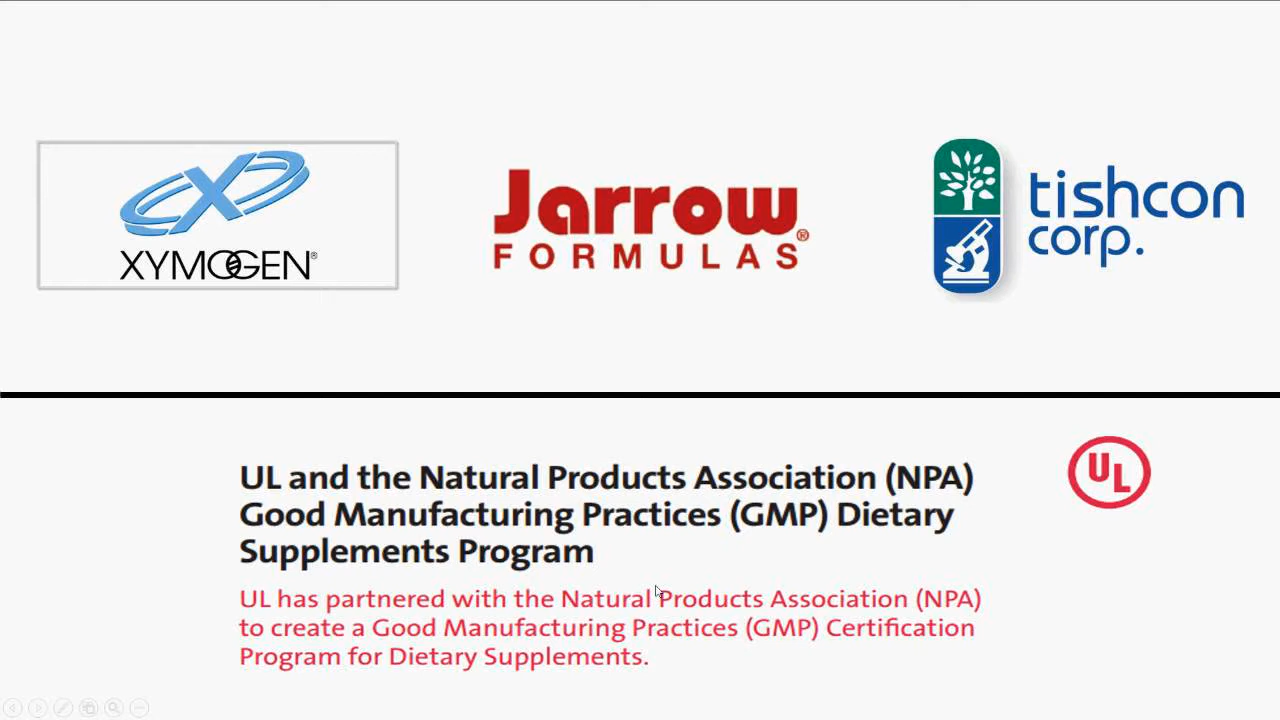 XYMOGEN®
Jarrow
FORMULAS®
tishcon
corp.
UL and the Natural Products Association (NPA)
Good Manufacturing Practices (GMP) Dietary
Supplements Program
UL
UL has partnered with the Natural Products Association (NPA)
to create a Good Manufacturing Practices (GMP) Certification
Program for Dietary Supplements.